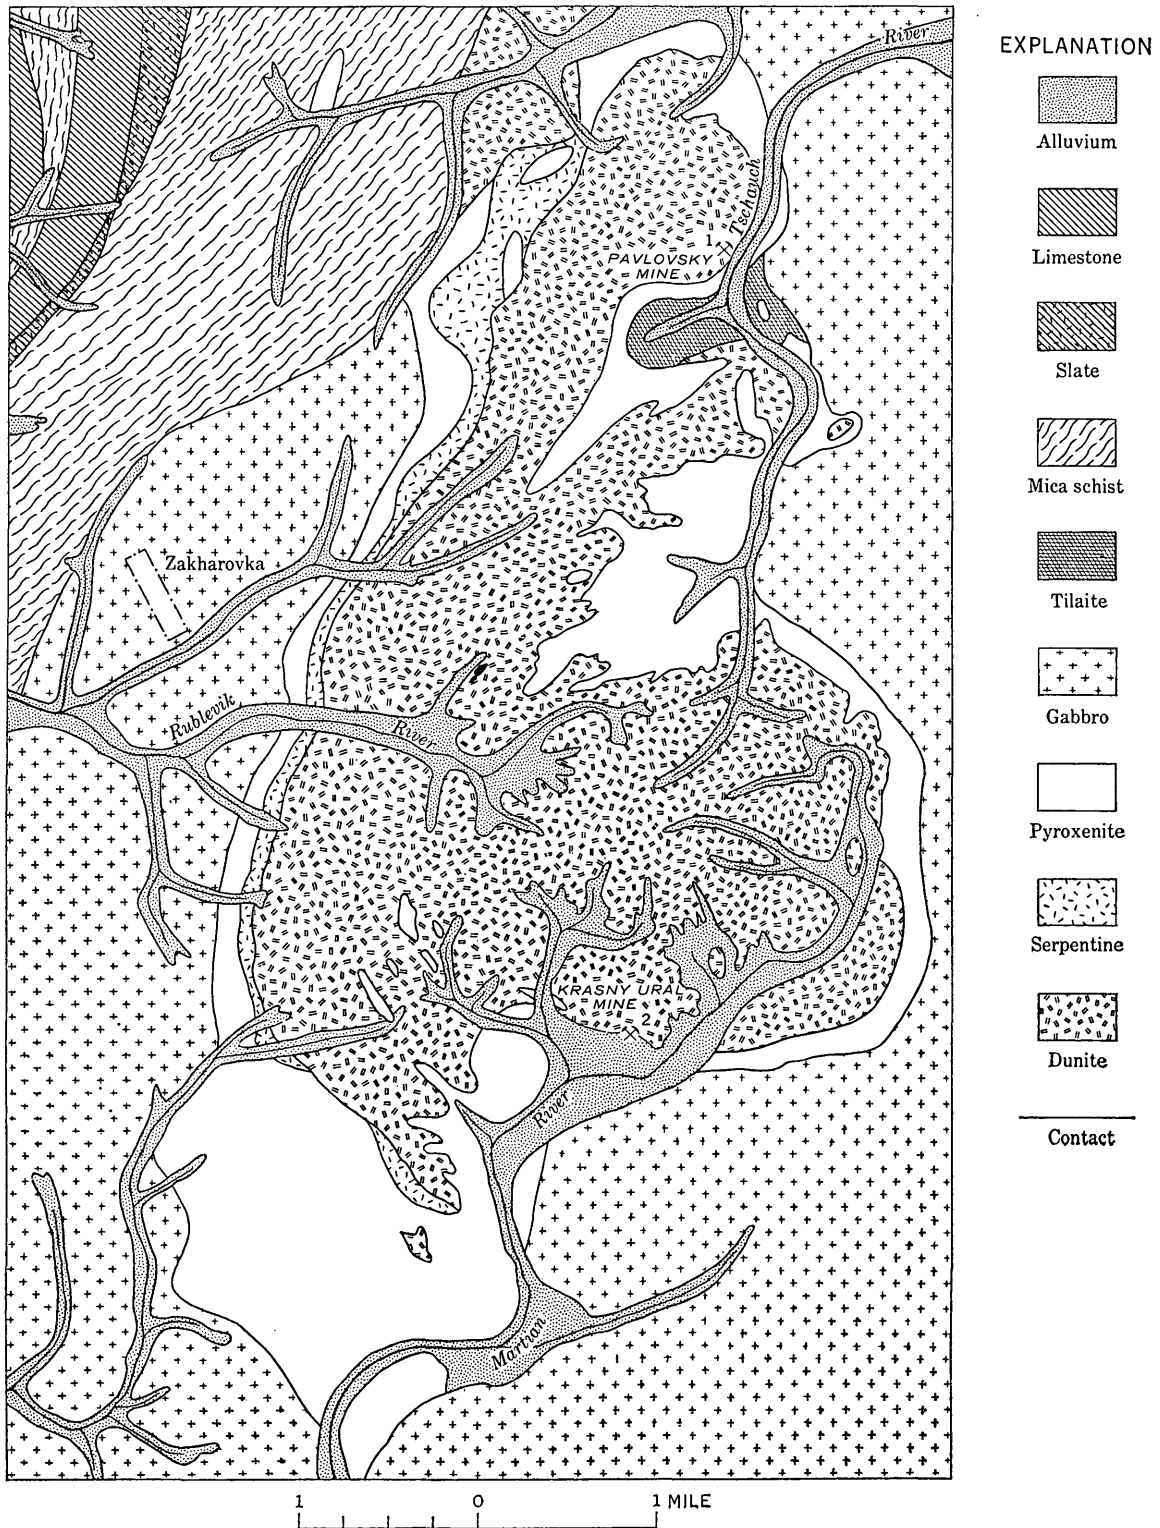 EXPLANATION
Alluvium
Limestone
Slate
Mica schist
Tilaite
Gabbro
Pyroxenite
Serpentine
Dunite
Contact
River
Tschauch
1
PAVLOVSKY
MINE
Zakharovka
Rublevik
River
KRASNY URAL
MINE
2
River
Martian
1 0 1 MILE